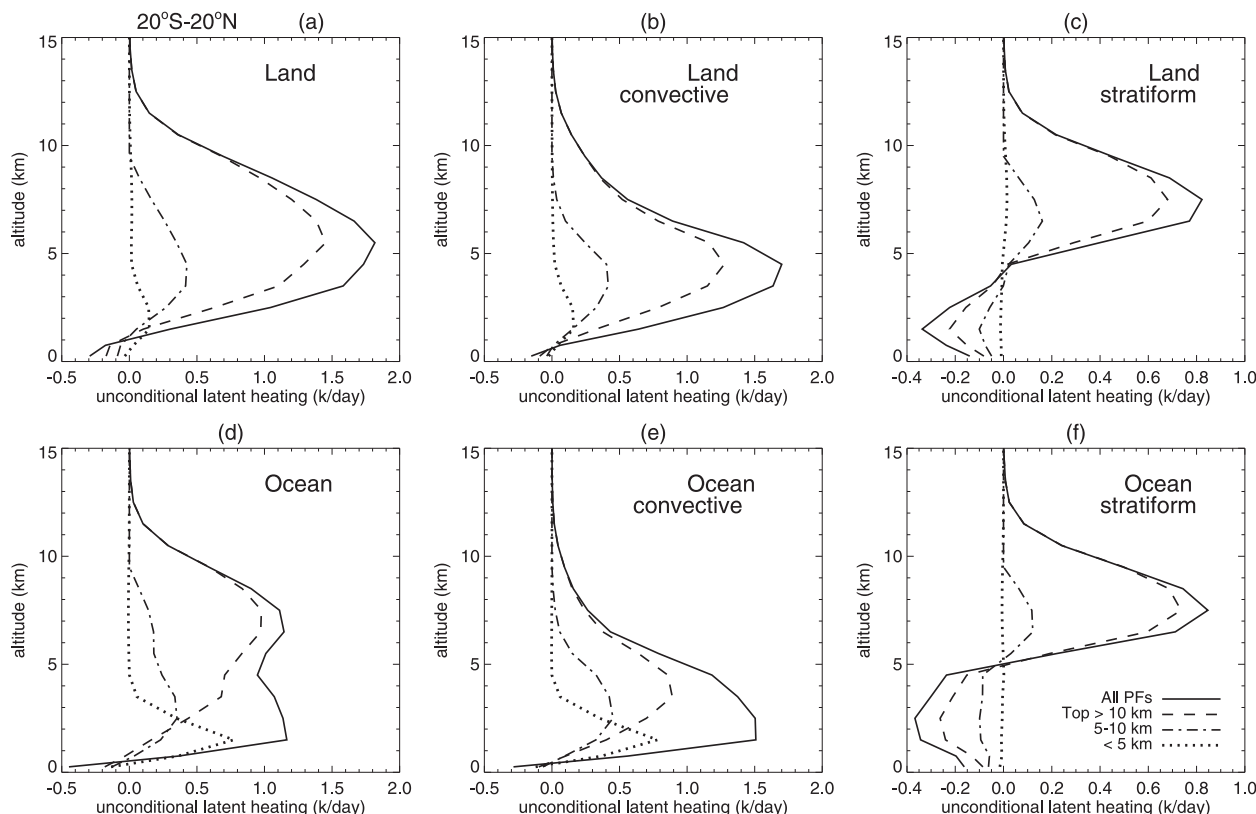 20°S-20°N
(a)
15
10
5
0
altitude (km)
Land
-0.5 0.0 0.5 1.0 1.5 2.0
unconditional latent heating (k/day)
(b)
15
10
5
0
altitude (km)
Land
convective
-0.5 0.0 0.5 1.0 1.5 2.0
unconditional latent heating (k/day)
(c)
15
10
5
0
altitude (km)
Land
stratiform
-0.4 -0.2 0.0 0.2 0.4 0.6 0.8 1.0
unconditional latent heating (k/day)
(d)
15
10
5
0
altitude (km)
Ocean
-0.5 0.0 0.5 1.0 1.5 2.0
unconditional latent heating (k/day)
(e)
15
10
5
0
altitude (km)
Ocean
convective
-0.5 0.0 0.5 1.0 1.5 2.0
unconditional latent heating (k/day)
(f)
15
10
5
0
altitude (km)
Ocean
stratiform
All PFs
Top > 10 km
5-10 km
< 5 km
-0.4 -0.2 0.0 0.2 0.4 0.6 0.8 1.0
unconditional latent heating (k/day)